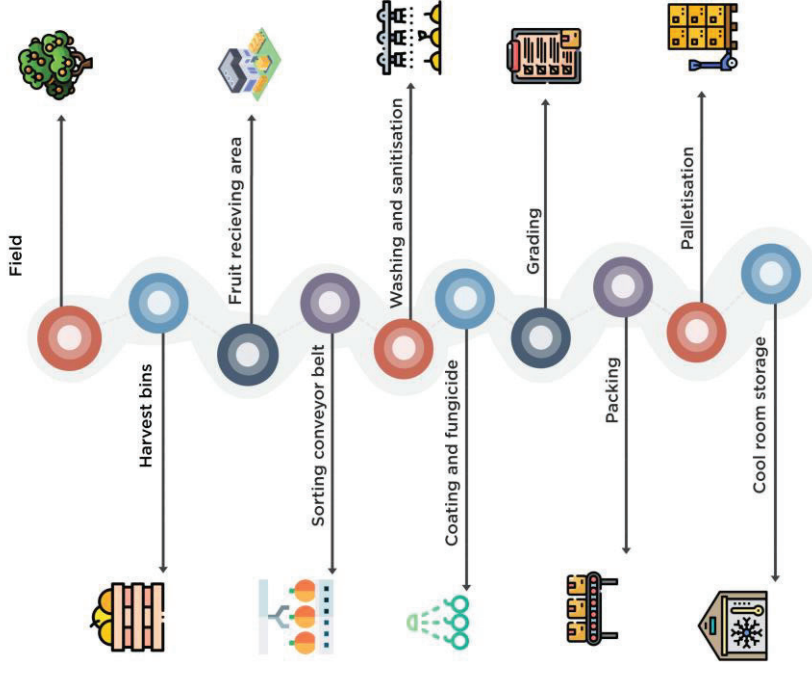 Field
Harvest bins
Fruit recieving area
Sorting conveyor belt
Washing and sanitisation
Coating and fungicide
Grading
Packing
Palletisation
Cool room storage